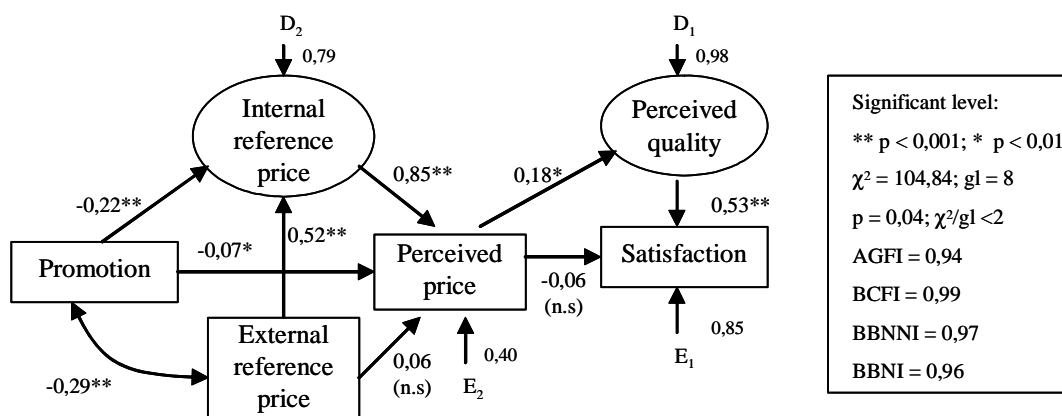 D2
D1
0,79
0,98
Internal
reference
price
Perceived
quality
Significant level:
** p < 0,001; * p < 0,01
χ² = 104,84; gl = 8
p = 0,04; χ²/gl <2
AGFI = 0,94
BCFI = 0,99
BBNNI = 0,97
BBNI = 0,96
-0,22**
0,85**
0,18*
0,53**
Promotion
-0,07*
0,52**
Perceived
price
-0,06
(n.s)
Satisfaction
-0,29**
External
reference
price
0,06
(n.s)
0,40
E2
0,85
E1